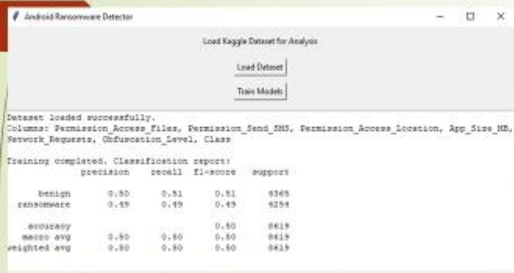 Android Ransomware Detector
Load Kaggle Dataset for Analysis
Load Dataset
Train Models
Dataset loaded successfully.
Columns: Permission_Access_Files, Permission_Send_SMS, Permission_Access_Location, App_Size_MB,
Network_Requests, Obfuscation_Level, Class
Training completed. Classification report:
precision recall f1-score support
benign 0.50 0.51 0.51 4365
ransomware 0.49 0.49 0.49 4254
accuracy 0.50 8619
macro avg 0.50 0.50 0.50 8619
weighted avg 0.50 0.50 0.50 8619